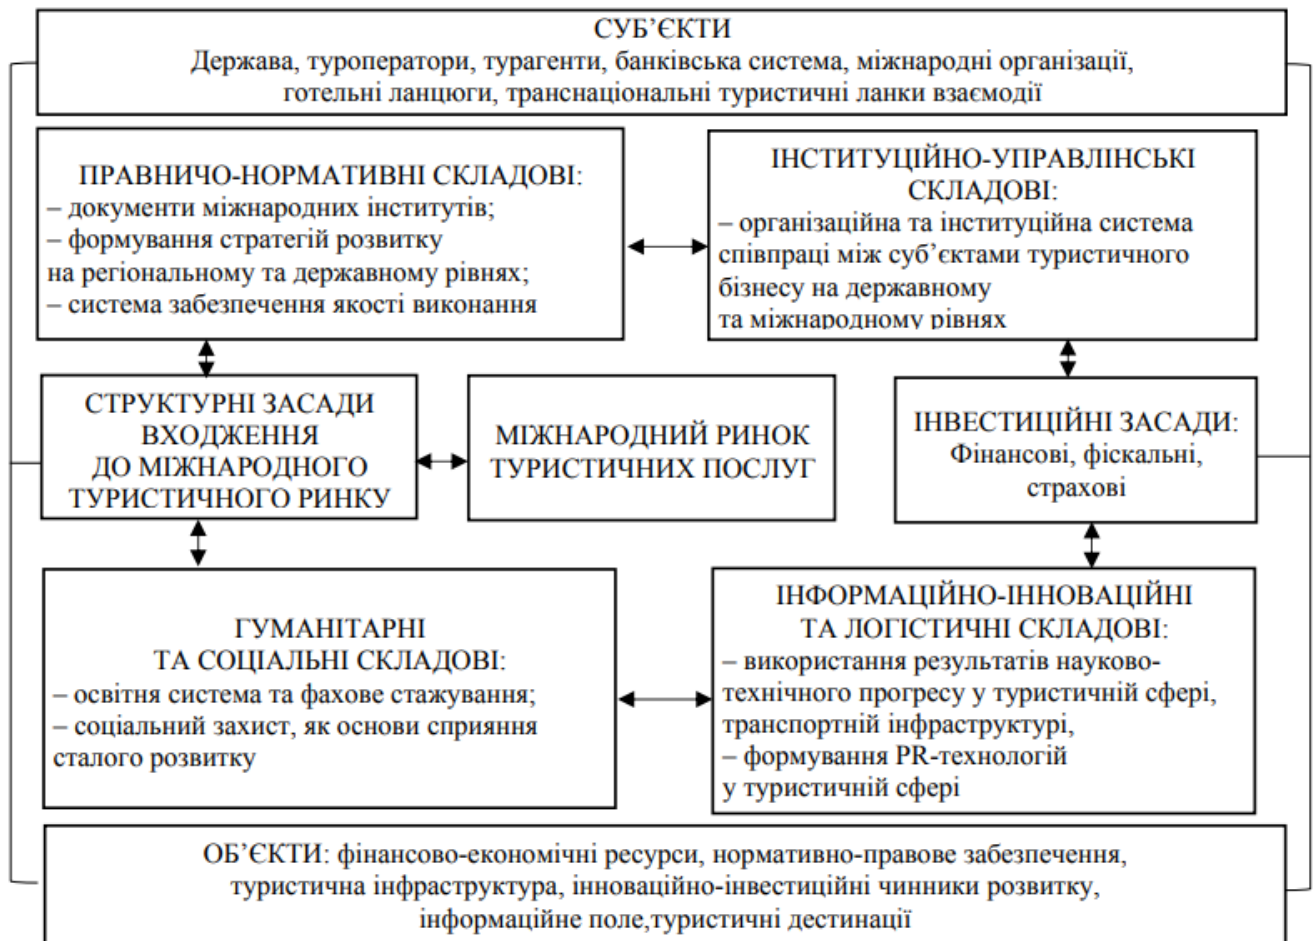 СУБ’ЄКТИ
Держава, туроператори, турагенти, банківська система, міжнародні організації,
готельні ланцюги, транснаціональні туристичні ланки взаємодії
ПРАВНИЧО-НОРМАТИВНІ СКЛАДОВІ:
– документи міжнародних інститутів;
– формування стратегій розвитку
на регіональному та державному рівнях;
– система забезпечення якості виконання
ІНСТИТУЦІЙНО-УПРАВЛІНСЬКІ
СКЛАДОВІ:
– організаційна та інституційна система
співпраці між суб’єктами туристичного
бізнесу на державному
та міжнародному рівнях
СТРУКТУРНІ ЗАСАДИ
ВХОДЖЕННЯ
ДО МІЖНАРОДНОГО
ТУРИСТИЧНОГО РИНКУ
МІЖНАРОДНИЙ РИНОК
ТУРИСТИЧНИХ ПОСЛУГ
ІНВЕСТИЦІЙНІ ЗАСАДИ:
Фінансові, фіскальні,
страхові
ГУМАНІТАРНІ
ТА СОЦІАЛЬНІ СКЛАДОВІ:
– освітня система та фахове стажування;
– соціальний захист, як основи сприяння
сталого розвитку
ІНФОРМАЦІЙНО-ІННОВАЦІЙНІ
ТА ЛОГІСТИЧНІ СКЛАДОВІ:
– використання результатів науково-
технічного прогресу у туристичній сфері,
транспортній інфраструктурі,
– формування PR-технологій
у туристичній сфері
ОБ’ЄКТИ: фінансово-економічні ресурси, нормативно-правове забезпечення,
туристична інфраструктура, інноваційно-інвестиційні чинники розвитку,
інформаційне поле,туристичні дестинації